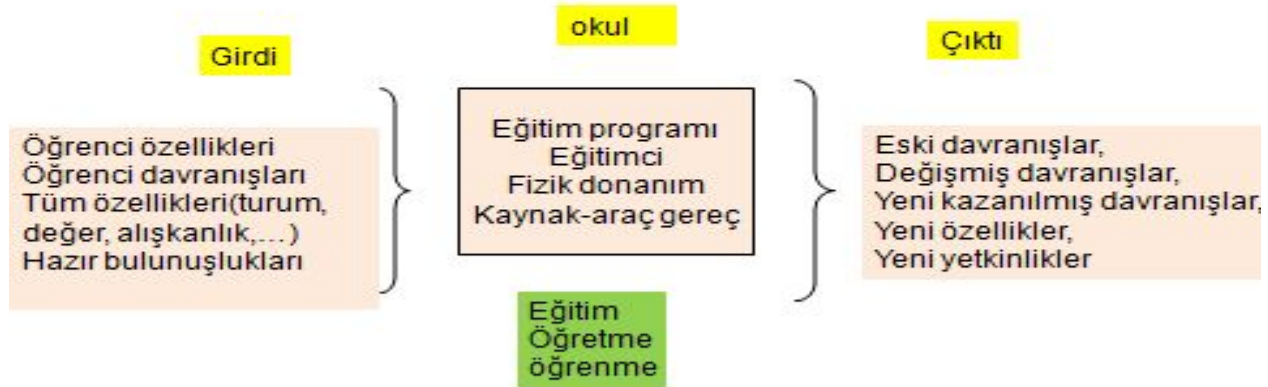 Girdi
Öğrenci özellikleri
Öğrenci davranışları
Tüm özellikleri(turum,
değer, alışkanlık,...)
Hazır bulunuşlukları
okul
Eğitim programı
Eğitimci
Fizik donanım
Kaynak-araç gereç
Eğitim
Öğretme
öğrenme
Çıktı
Eski davranışlar,
Değişmiş davranışlar,
Yeni kazanılmış davranışlar,
Yeni özellikler,
Yeni yetkinlikler